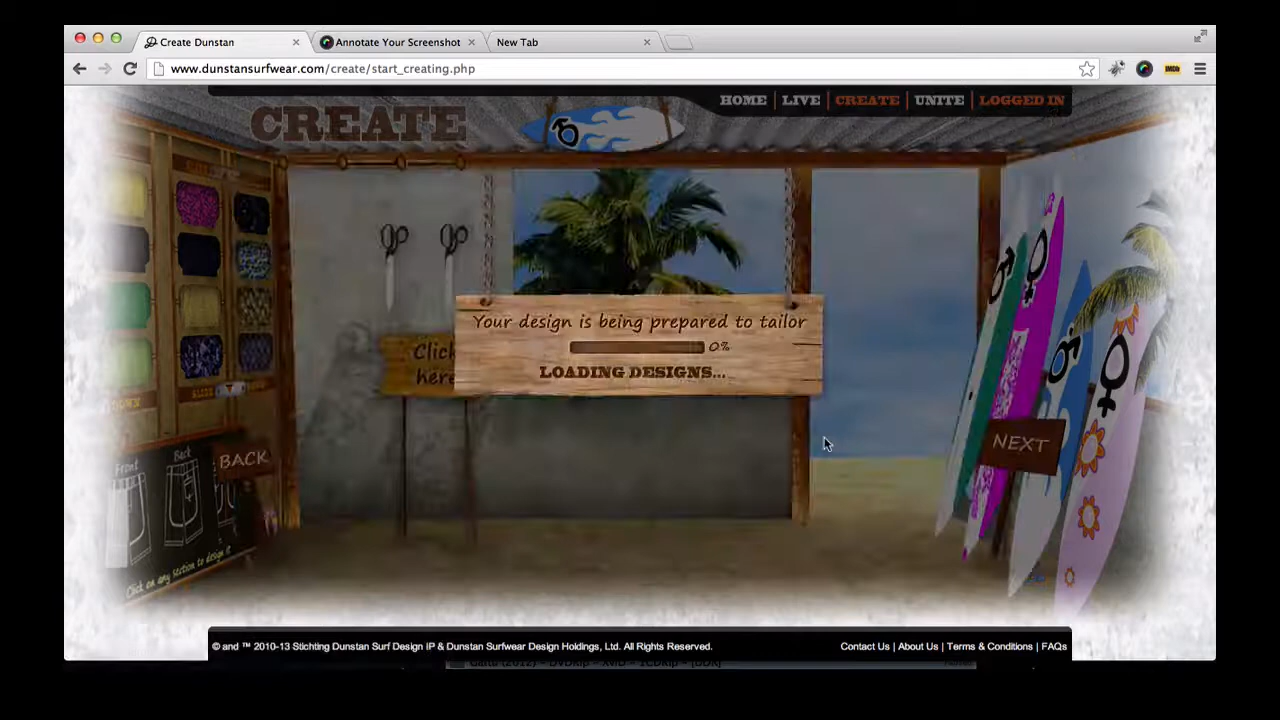 Create Dunstan
Annotate Your Screenshot
New Tab
www.dunstansurfwear.com/create/start_creating.php
CREATE
HOME | LIVE | CREATE | UNITE | LOGGED IN
Your design is being prepared to tailor
0%
LOADING DESIGNS...
Click
here
NEXT
BACK
Front
Back
Click on any section to design it
DOWN
© and ™ 2010-13 Stichting Dunstan Surf Design IP & Dunstan Surfwear Design Holdings, Ltd. All Rights Reserved.
Contact Us | About Us | Terms & Conditions | FAQs